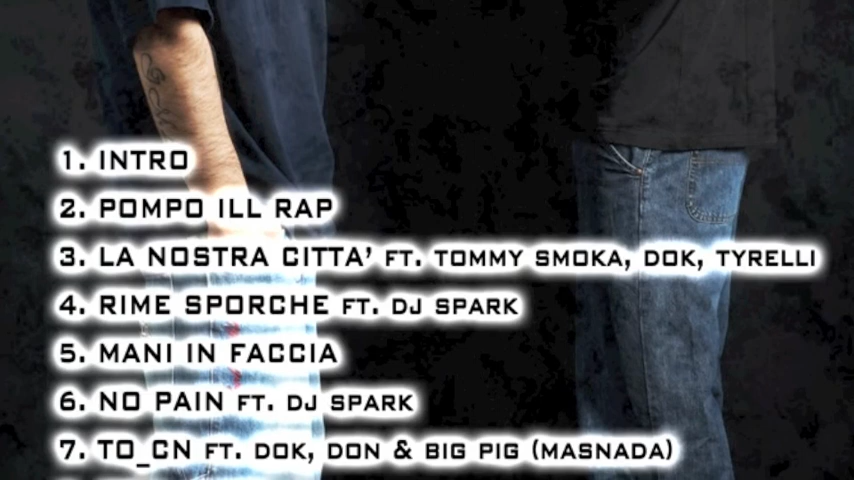 1. INTRO
2. POMPO ILL RAP
3. LA NOSTRA CITTA' FT. TOMMY SMOKA, DOK, TYRELLI
4. RIME SPORCHE FT. DJ SPARK
5. MANI IN FACCIA
6. NO PAIN FT. DJ SPARK
7. TO_CN FT. DOK, DON & BIG PIG (MASNADA)